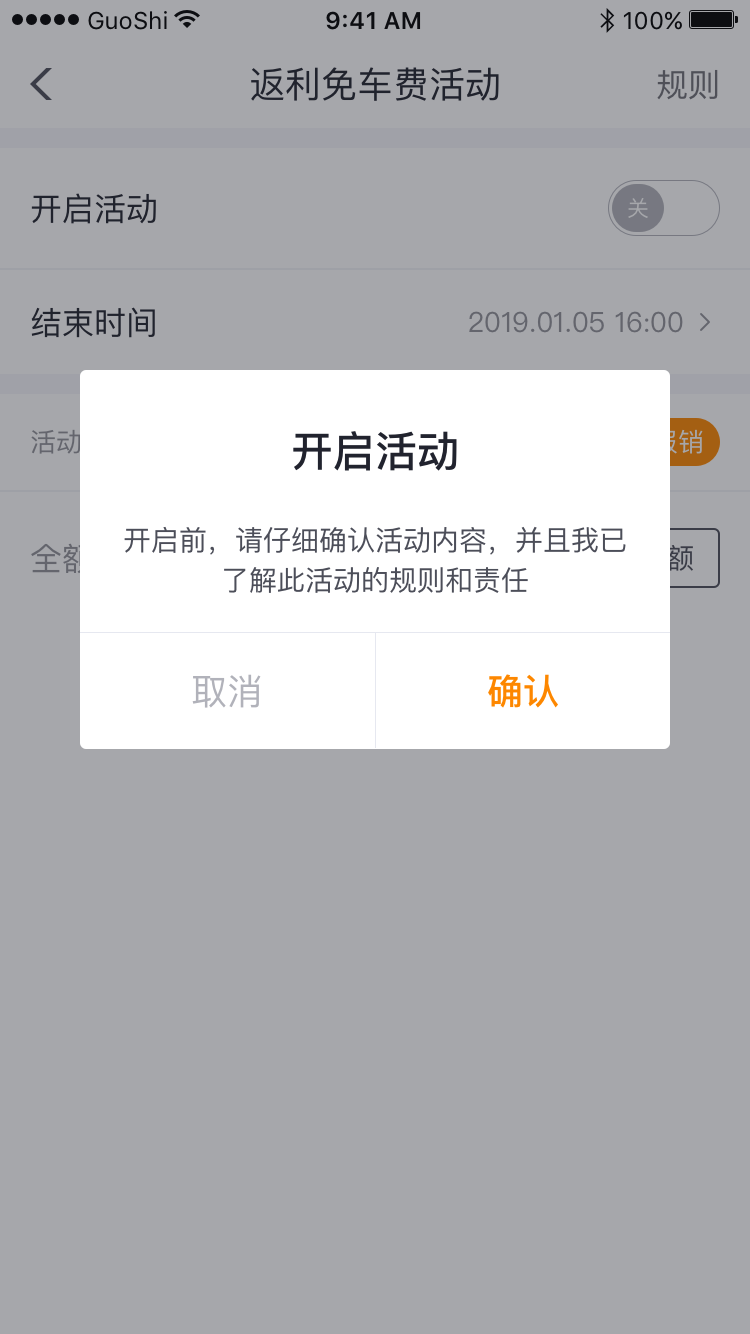 GuoShi 9:41 AM 100%
返利免车费活动 规则
开启活动 关
结束时间 2019.01.05 16:00
活动 销
开启活动
开启前，请仔细确认活动内容，并且我已
了解此活动的规则和责任
全 额
取消 确认